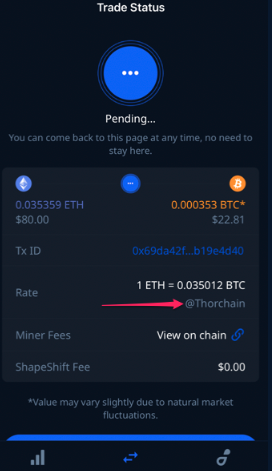 Trade Status
Pending...
You can come back to this page at any time, no need to
stay here.
0.035359 ETH
0.000353 BTC*
$80.00
$22.81
Tx ID
0x69da42f...b19e4d40
Rate
1 ETH = 0.035012 BTC
@Thorchain
Miner Fees
View on chain
ShapeShift Fee
$0.00
*Value may vary slightly due to natural market
fluctuations.